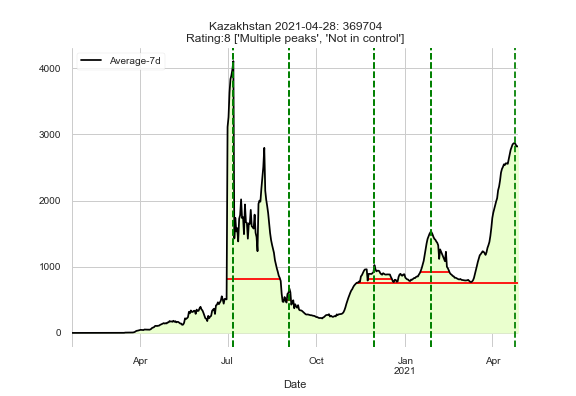 Kazakhstan 2021-04-28: 369704
Rating:8 ['Multiple peaks', 'Not in control']
Average-7d
4000
3000
2000
1000
0
Apr
Jul
Oct
Jan
2021
Apr
Date